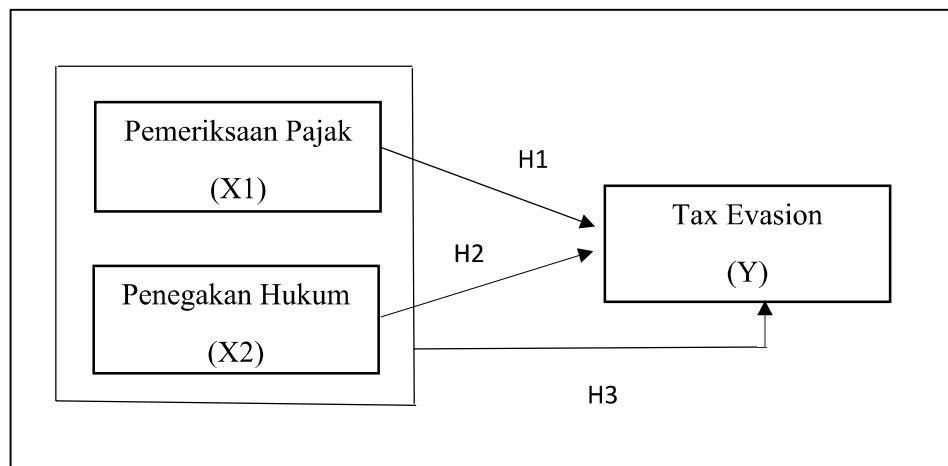 Pemeriksaan Pajak
(X1)
H1
Tax Evasion
(Y)
H2
Penegakan Hukum
(X2)
H3